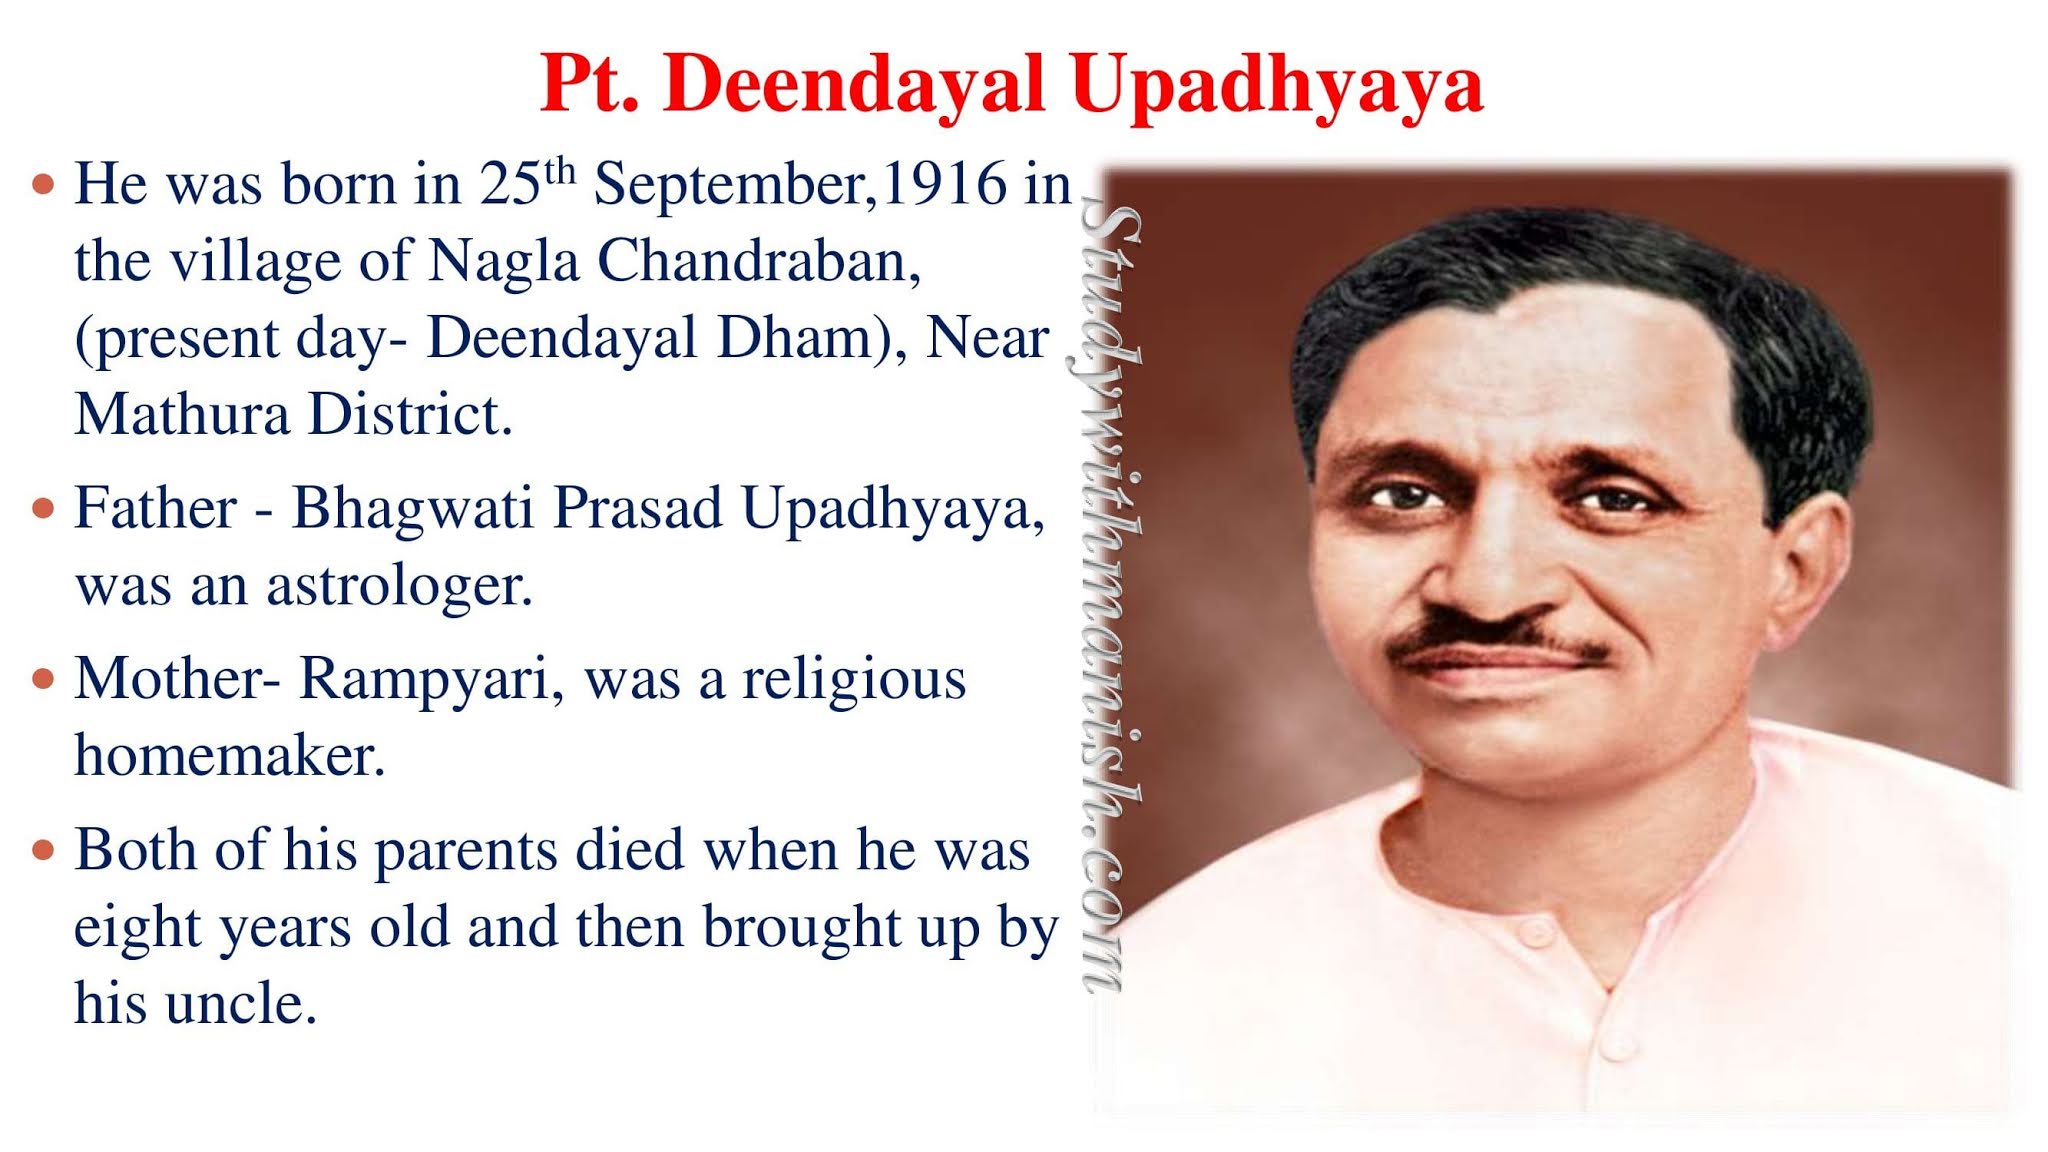 Pt. Deendayal Upadhyaya
• He was born in 25th September,1916 in
the village of Nagla Chandraban,
(present day- Deendayal Dham), Near
Mathura District.
• Father - Bhagwati Prasad Upadhyaya,
was an astrologer.
• Mother- Rampyari, was a religious
homemaker.
• Both of his parents died when he was
eight years old and then brought up by
his uncle.
Studywithmanish.com